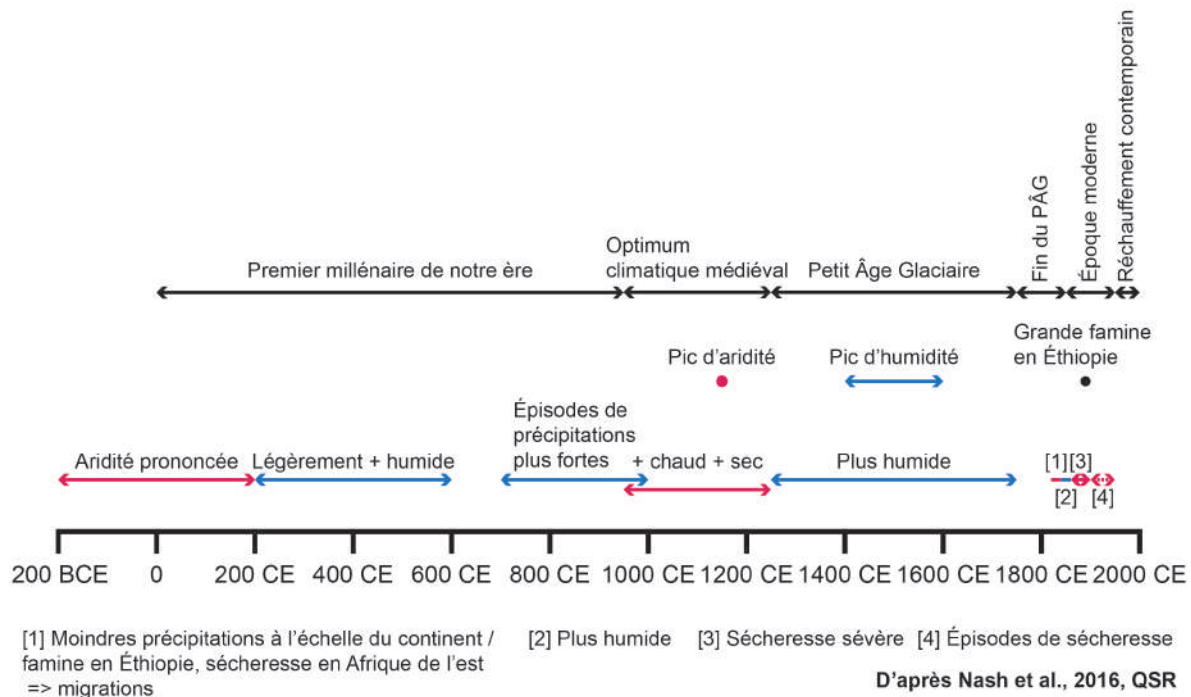 Fin du PÂG
Époque moderne
Réchauffement contemporain
Optimum
climatique médiéval
Premier millénaire de notre ère
Petit Âge Glaciaire
Grande famine
en Éthiopie
Pic d'aridité
Pic d'humidité
Épisodes de
précipitations
plus fortes
Aridité prononcée
Légèrement + humide
+ chaud + sec
Plus humide
[1]
[3]
[2]
[4]
200 BCE
0
200 CE
400 CE
600 CE
800 CE
1000 CE
1200 CE
1400 CE
1600 CE
1800 CE
2000 CE
[1] Moindres précipitations à l'échelle du continent /
famine en Éthiopie, sécheresse en Afrique de l'est
=> migrations
[2] Plus humide
[3] Sécheresse sévère
[4] Épisodes de sécheresse
D'après Nash et al., 2016, QSR